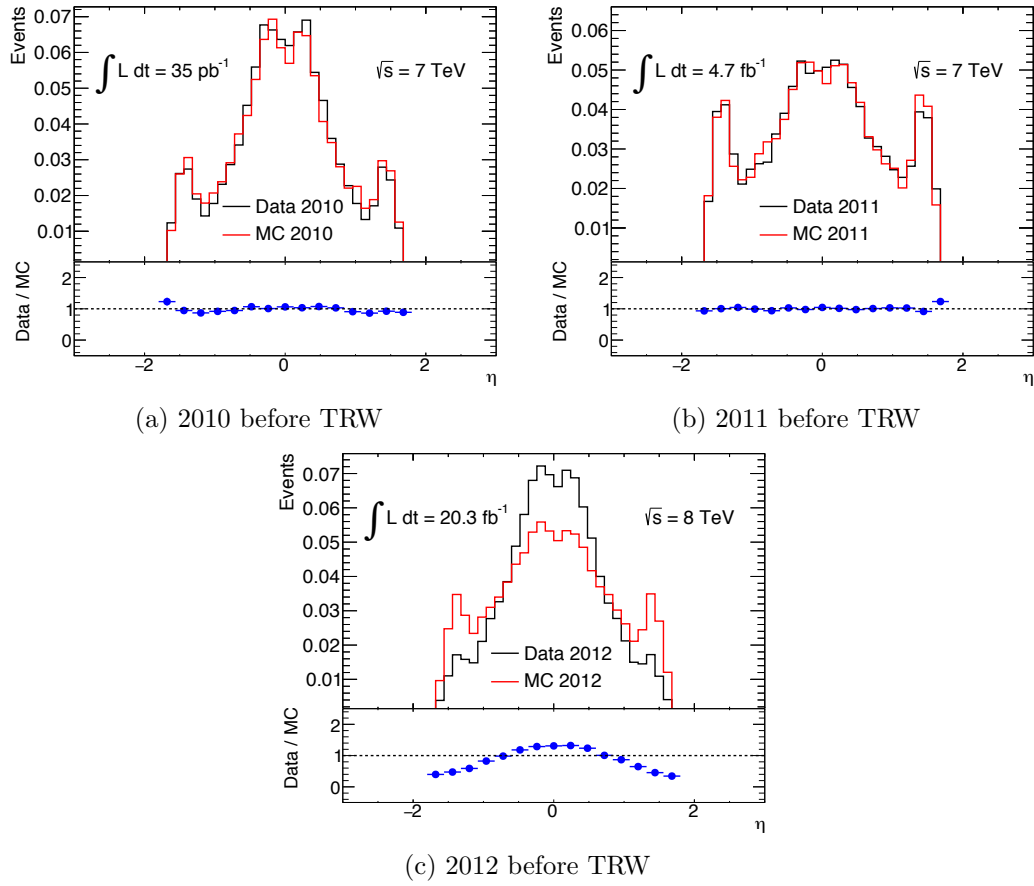 Events
0.07
0.06
0.05
0.04
0.03
0.02
0.01
∫ L dt = 35 pb⁻¹
√s = 7 TeV
Data 2010
MC 2010
Data / MC
2
1
0
−2 0 2
η
(a) 2010 before TRW
Events
0.06
0.05
0.04
0.03
0.02
0.01
∫ L dt = 4.7 fb⁻¹
√s = 7 TeV
Data 2011
MC 2011
Data / MC
2
1
0
−2 0 2
η
(b) 2011 before TRW
Events
0.07
0.06
0.05
0.04
0.03
0.02
0.01
∫ L dt = 20.3 fb⁻¹
√s = 8 TeV
Data 2012
MC 2012
Data / MC
2
1
0
−2 0 2
η
(c) 2012 before TRW